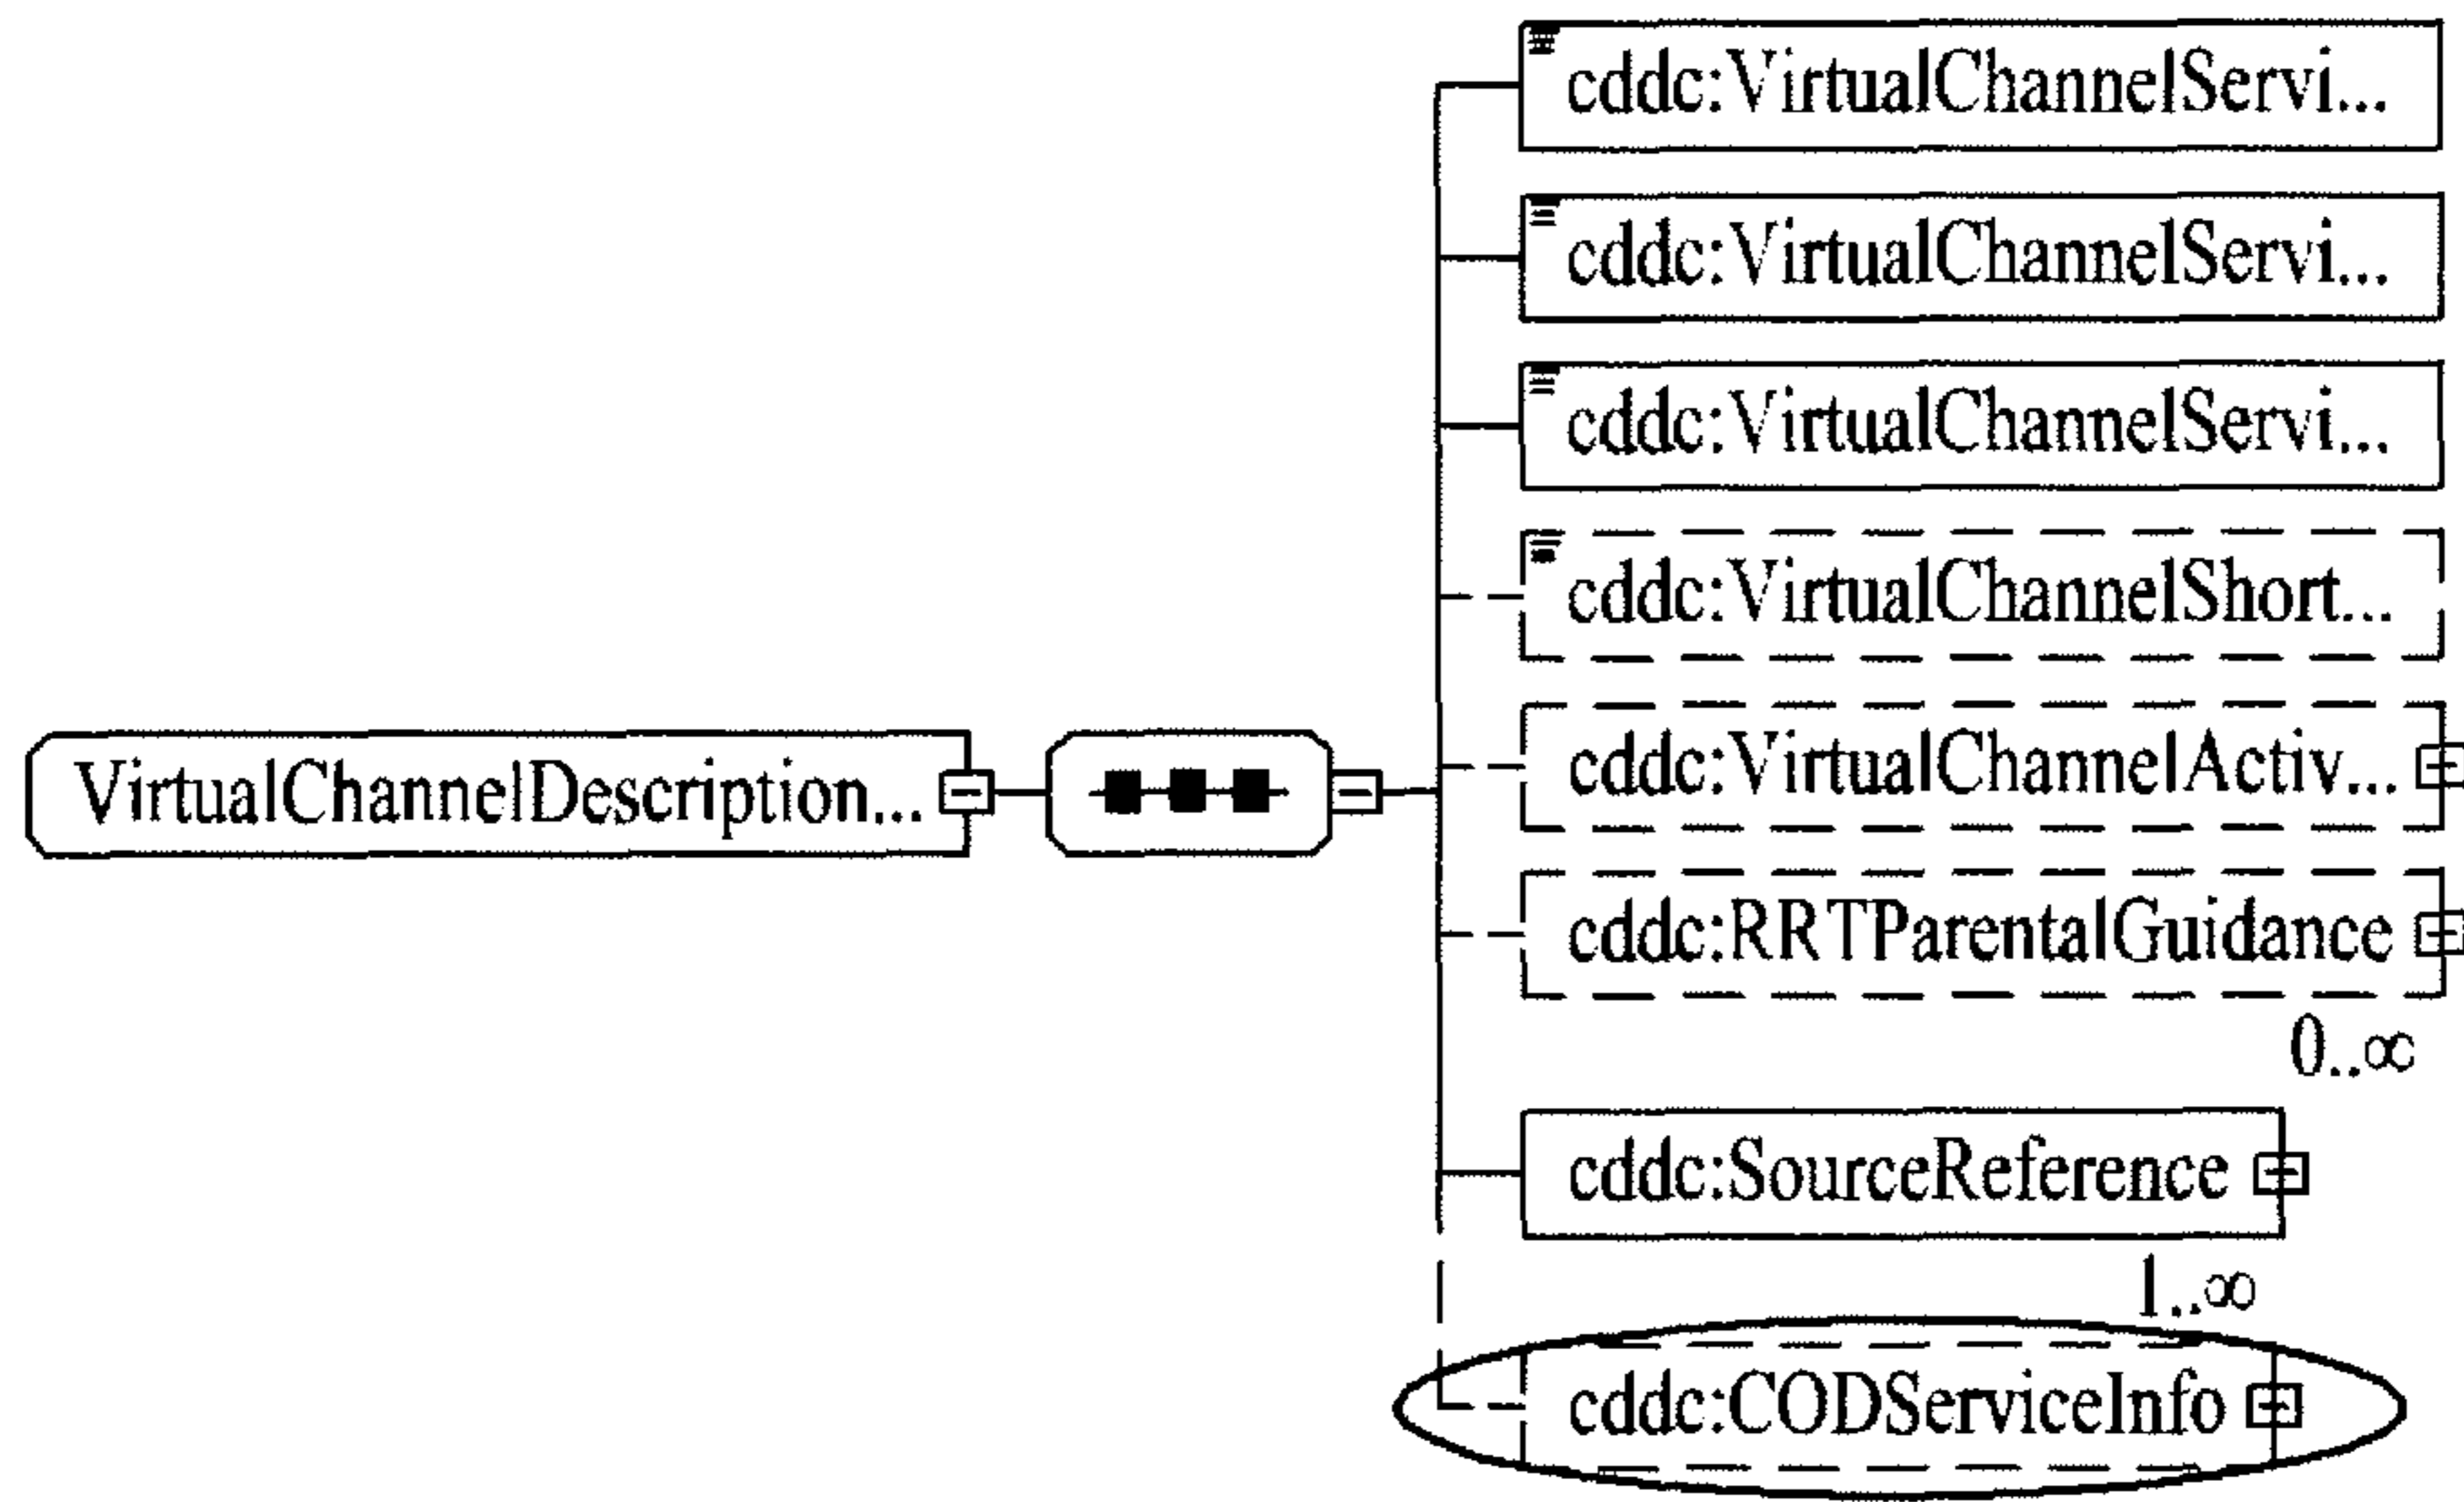 cddc:VirtualChannelServi...
cddc:VirtualChannelServi...
cddc:VirtualChannelServi...
cddc:VirtualChannelShort...
VirtualChannelDescription...
cddc:VirtualChannelActiv...
cddc:RRTParentalGuidance
0..∞
cddc:SourceReference
1..∞
cddc:CODServiceInfo